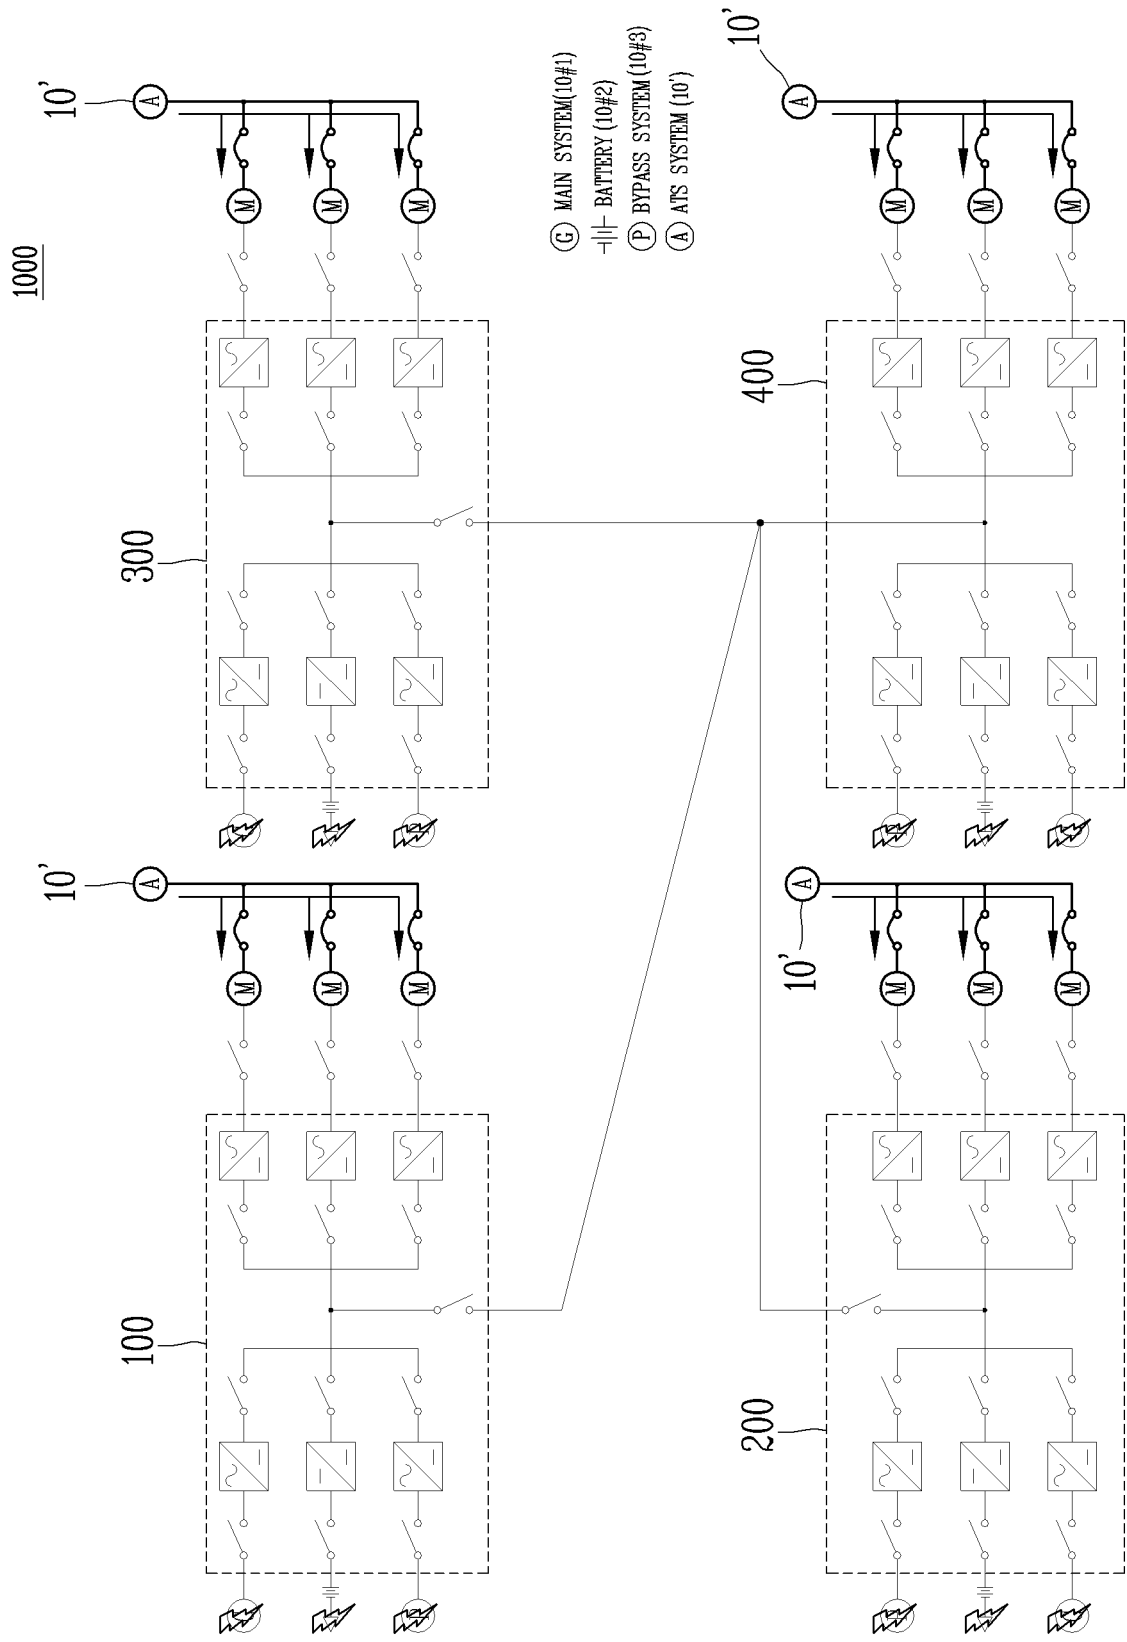 1000
10' 10'
A A
100 300
M M
M M
M M
G MAIN SYSTEM(10#1)
BATTERY (10#2)
P BYPASS SYSTEM (10#3)
A ATS SYSTEM (10')
200 400 10'
10' A A
M M
M M
M M